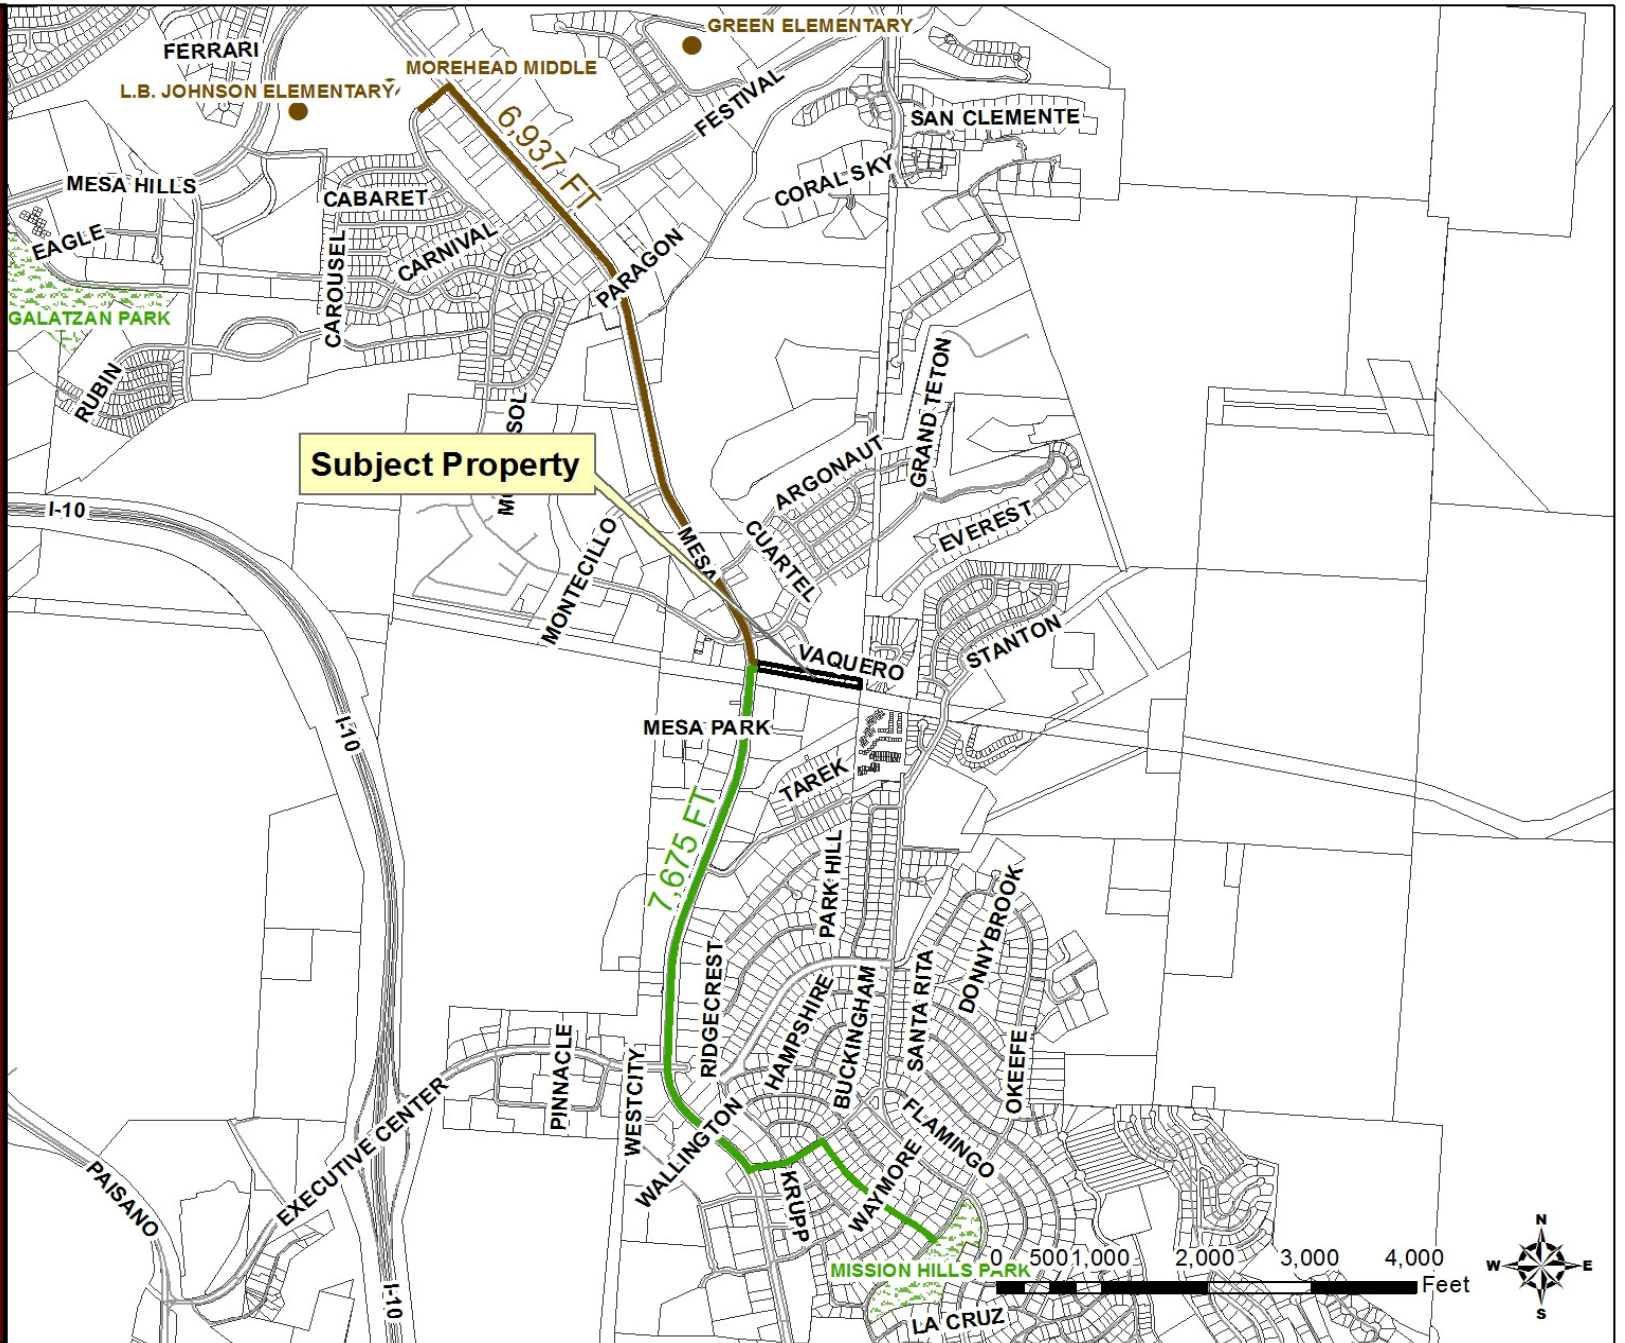 GREEN ELEMENTARY
FERRARI
MOREHEAD MIDDLE
L.B. JOHNSON ELEMENTARY
FESTIVAL
6,937 FT
SAN CLEMENTE
CORAL SKY
MESA HILLS
CABARET
EAGLE
CARNIVAL
CAROUSEL
PARAGON
GALATZAN PARK
RUBIN
GRAND TETON
SOL
Subject Property
ARGONAUT
I-10
MESA
CUARTEL
EVEREST
MONTECILLO
STANTON
VAQUERO
I-10
MESA PARK
TAREK
7,675 FT
PARK HILL
DONNYBROOK
RIDGECREST
HAMPSHIRE
BUCKINGHAM
SANTA RITA
OKEEFE
PINNACLE
WESTCITY
EXECUTIVE CENTER
WALLINGTON
FLAMINGO
WAYMORE
KRUPP
PAISANO
MISSION HILLS PARK
LA CRUZ
I-10
0 500 1,000 2,000 3,000 4,000
Feet
N
W E
S